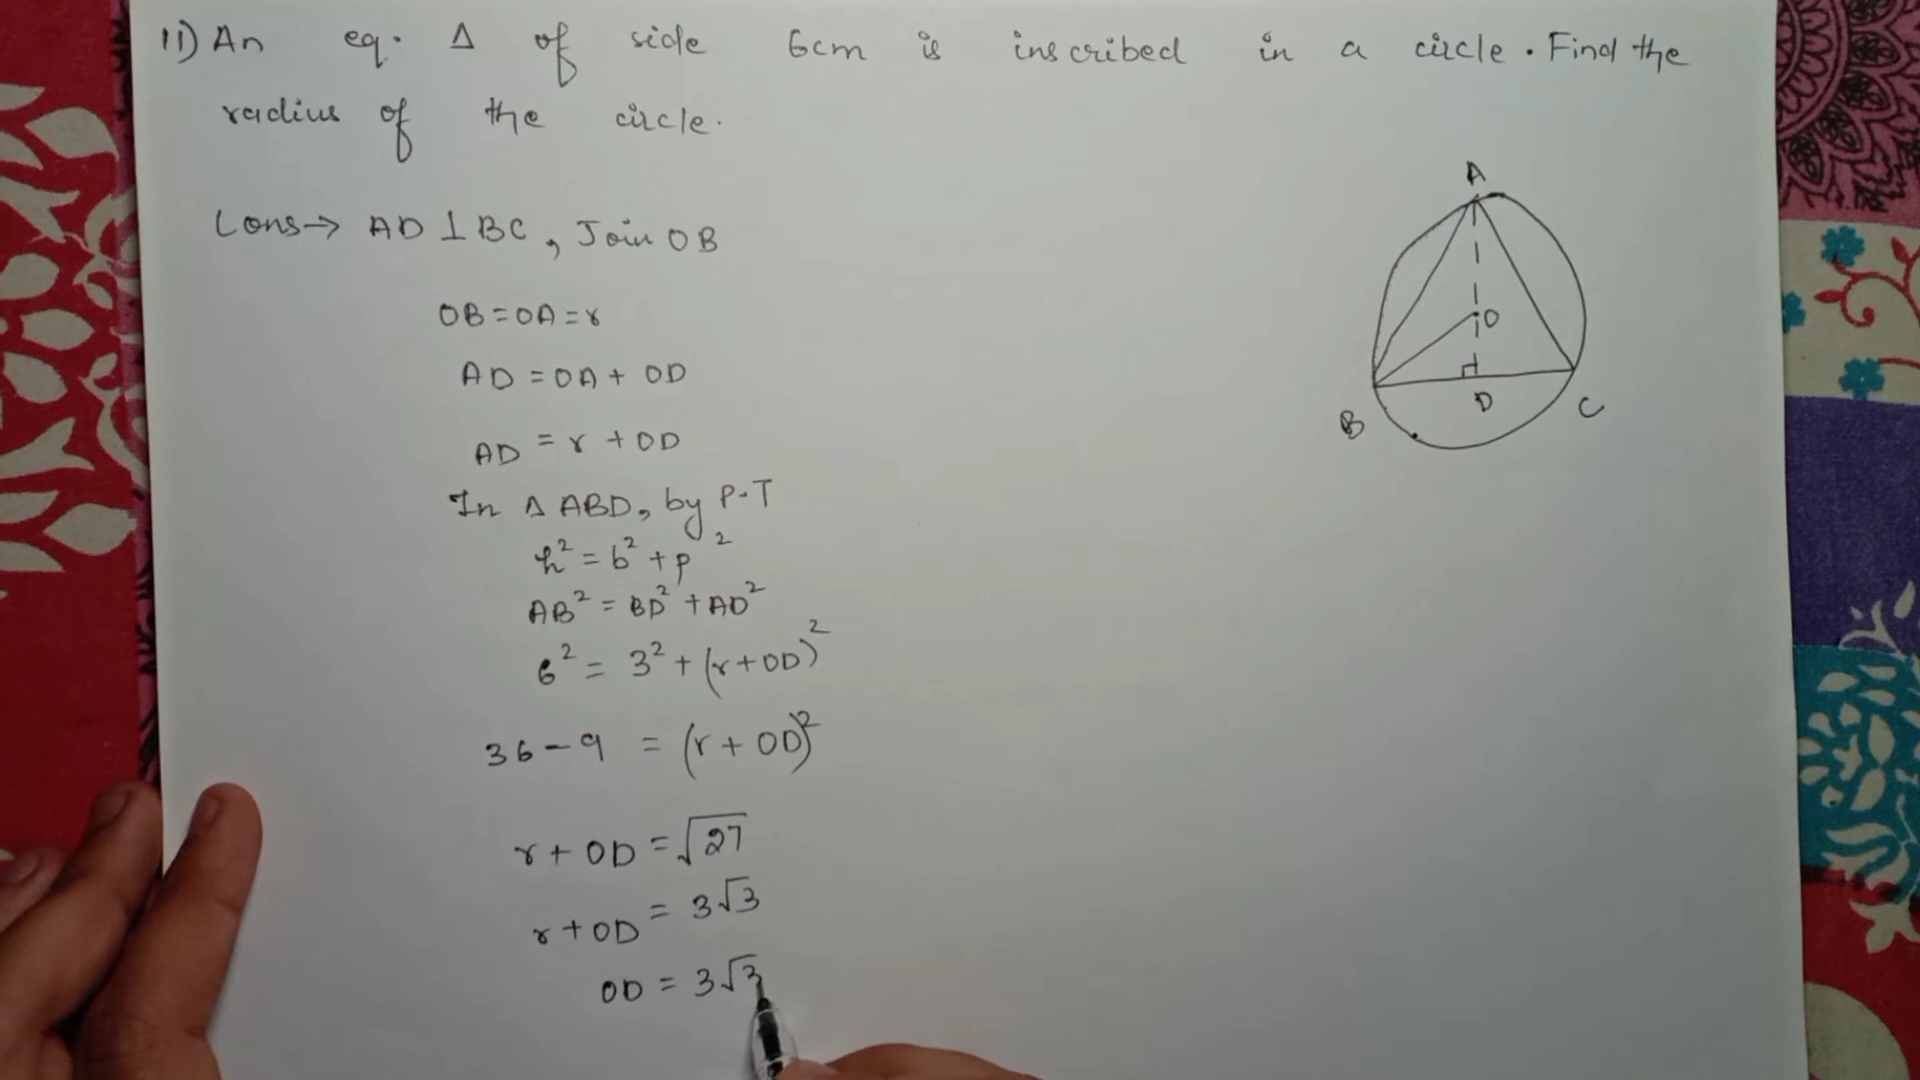 11) An eq. Δ of side 6cm is inscribed in a circle. Find the
radius of the circle.
Cons→ AD⊥BC, Join OB
OB=OA=r
AD=OA+OD
AD=r+OD
In ΔABD, by P.T
h²=b²+p²
AB²=BD²+AD²
6²=3²+(r+OD)²
36-9=(r+OD)²
r+OD=√27
r+OD=3√3
OD=3√3
A
O
D
B
C